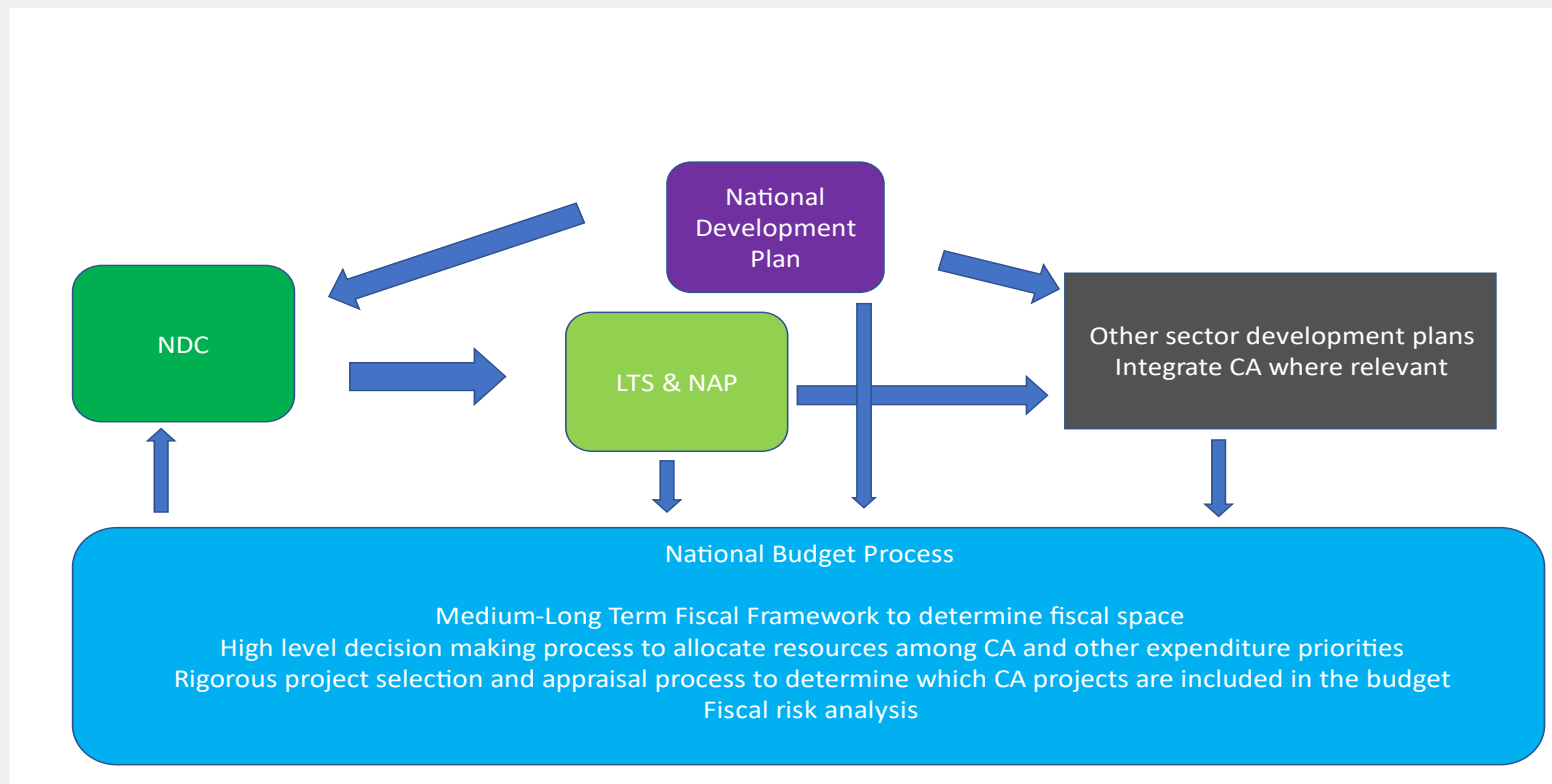 National
Development
Plan
NDC
LTS & NAP
Other sector development plans
Integrate CA where relevant
National Budget Process
Medium-Long Term Fiscal Framework to determine fiscal space
High level decision making process to allocate resources among CA and other expenditure priorities
Rigorous project selection and appraisal process to determine which CA projects are included in the budget
Fiscal risk analysis